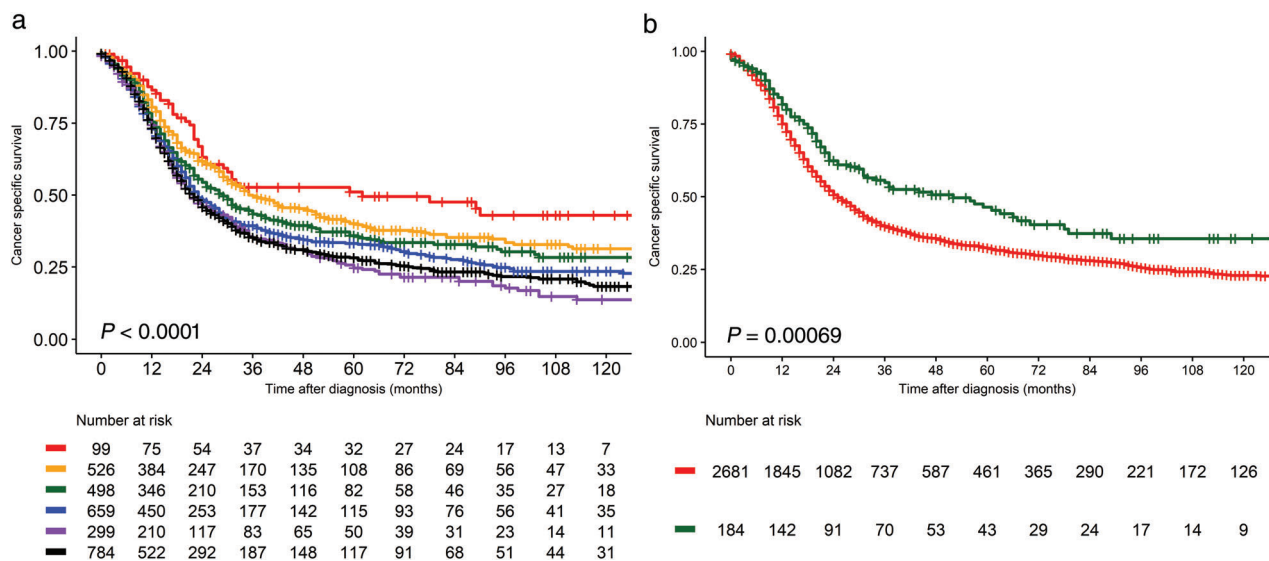 a
Cancer specific survival
1.00
0.75
0.50
0.25
0.00
P < 0.0001
0 12 24 36 48 60 72 84 96 108 120
Time after diagnosis (months)
Number at risk
99 75 54 37 34 32 27 24 17 13 7
526 384 247 170 135 108 86 69 56 47 33
498 346 210 153 116 82 58 46 35 27 18
659 450 253 177 142 115 93 76 56 41 35
299 210 117 83 65 50 39 31 23 14 11
784 522 292 187 148 117 91 68 51 44 31
b
Cancer specific survival
1.00
0.75
0.50
0.25
0.00
P = 0.00069
0 12 24 36 48 60 72 84 96 108 120
Time after diagnosis (months)
Number at risk
2681 1845 1082 737 587 461 365 290 221 172 126
184 142 91 70 53 43 29 24 17 14 9